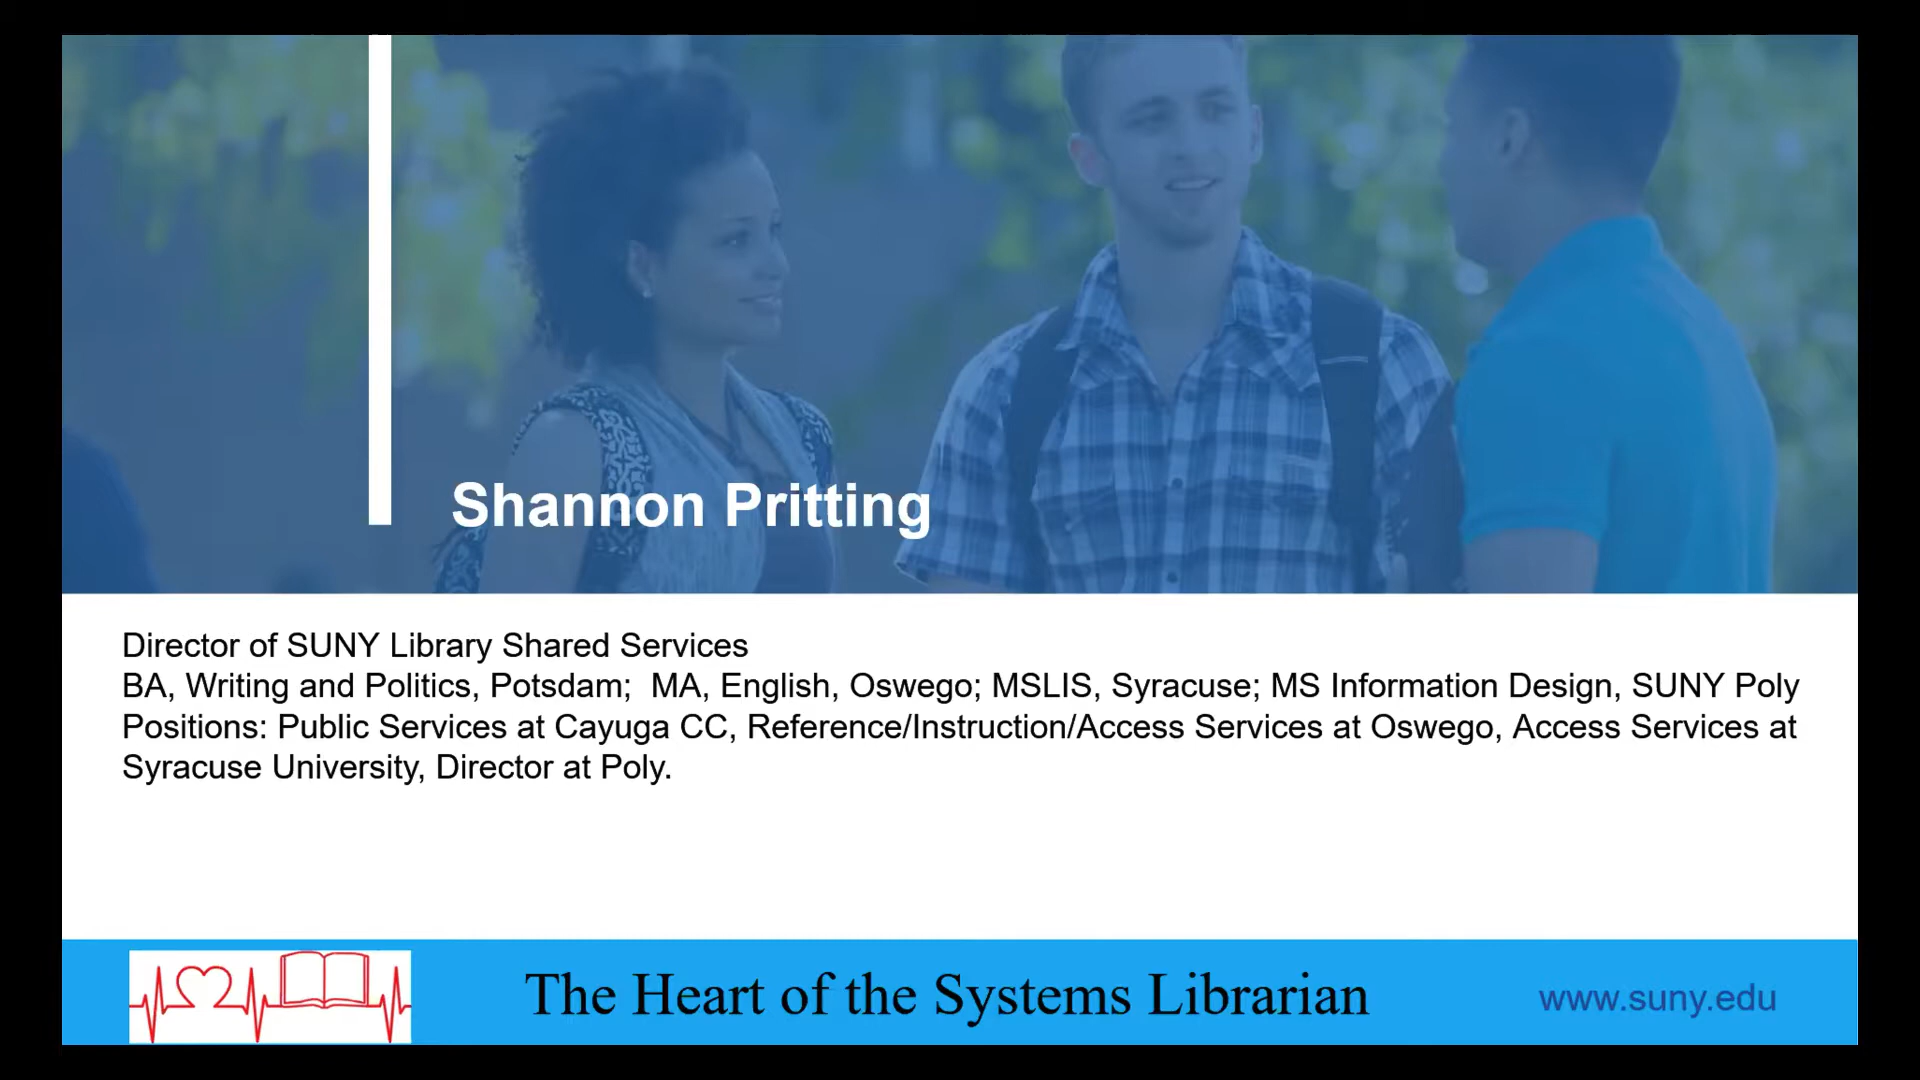 Shannon Pritting
Director of SUNY Library Shared Services
BA, Writing and Politics, Potsdam;  MA, English, Oswego; MSLIS, Syracuse; MS Information Design, SUNY Poly
Positions: Public Services at Cayuga CC, Reference/Instruction/Access Services at Oswego, Access Services at
Syracuse University, Director at Poly.
The Heart of the Systems Librarian
www.suny.edu